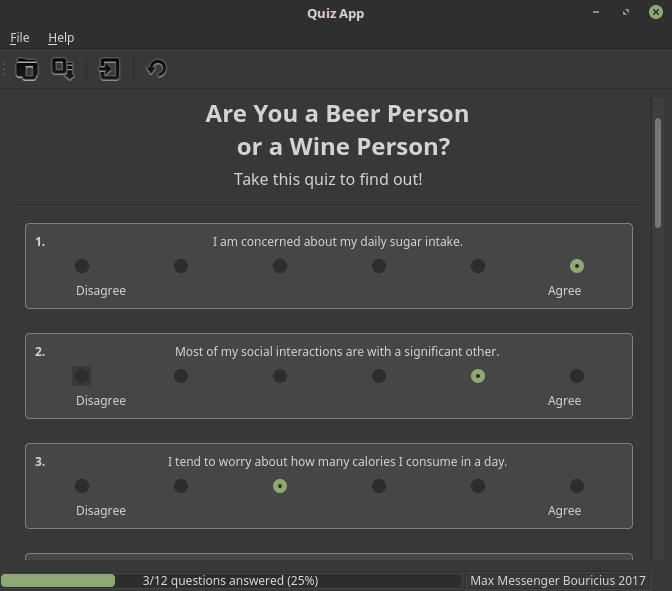 Quiz App
File Help
Are You a Beer Person
or a Wine Person?
Take this quiz to find out!
1. I am concerned about my daily sugar intake.
Disagree Agree
2. Most of my social interactions are with a significant other.
Disagree Agree
3. I tend to worry about how many calories I consume in a day.
Disagree Agree
3/12 questions answered (25%) Max Messenger Bouricius 2017